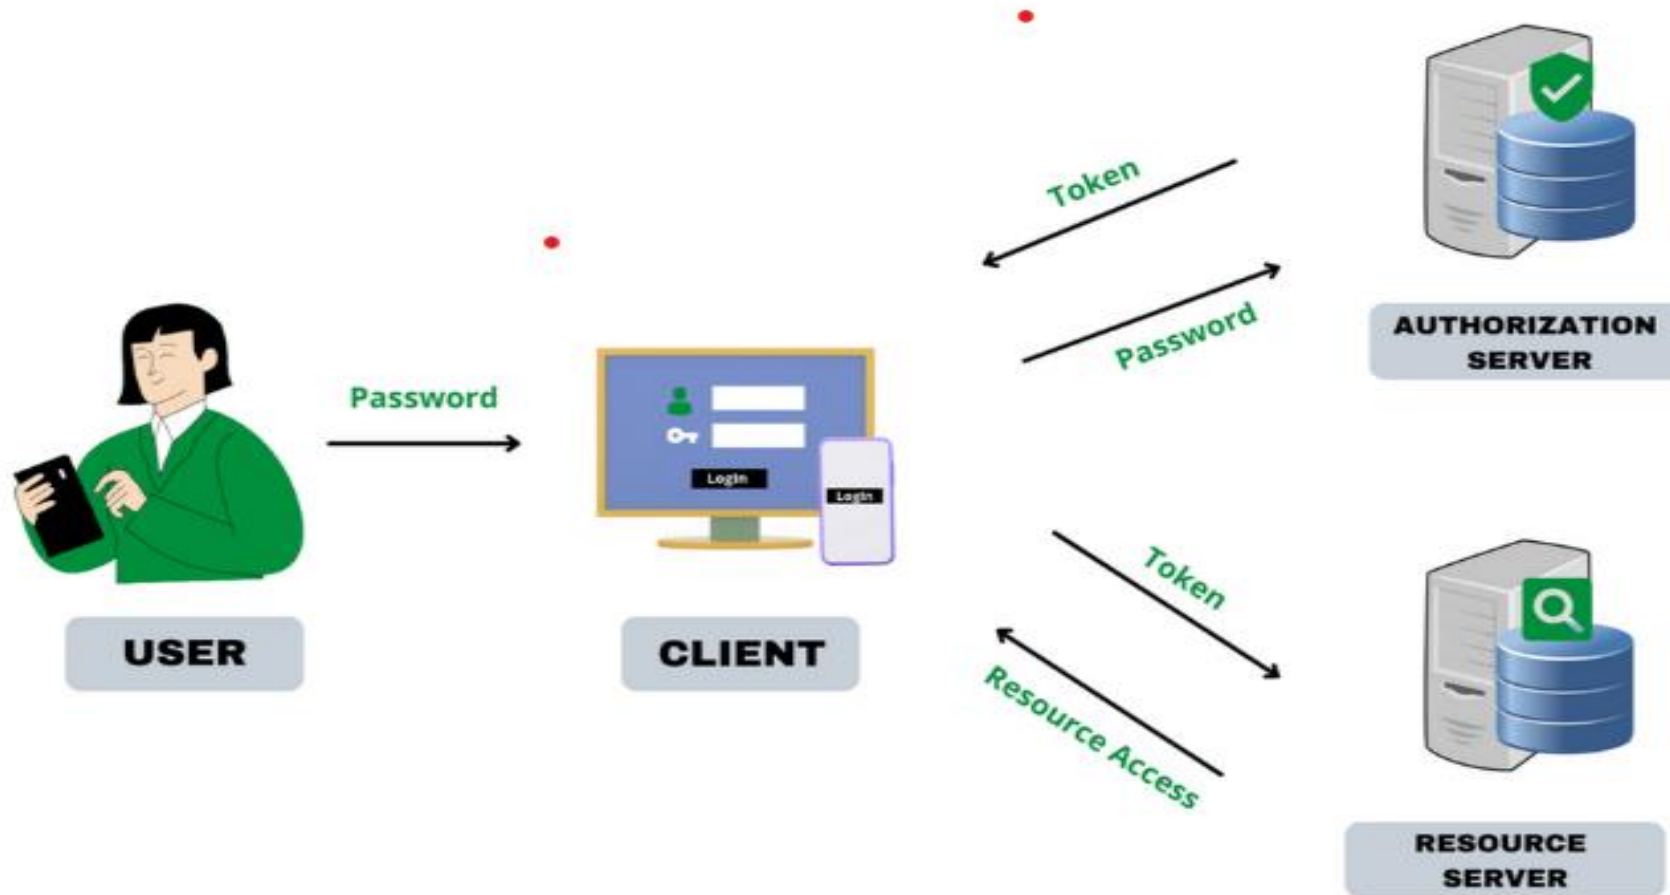 Token
Password
AUTHORIZATION
SERVER
Password
Login
Login
Token
Resource Access
USER
CLIENT
RESOURCE
SERVER